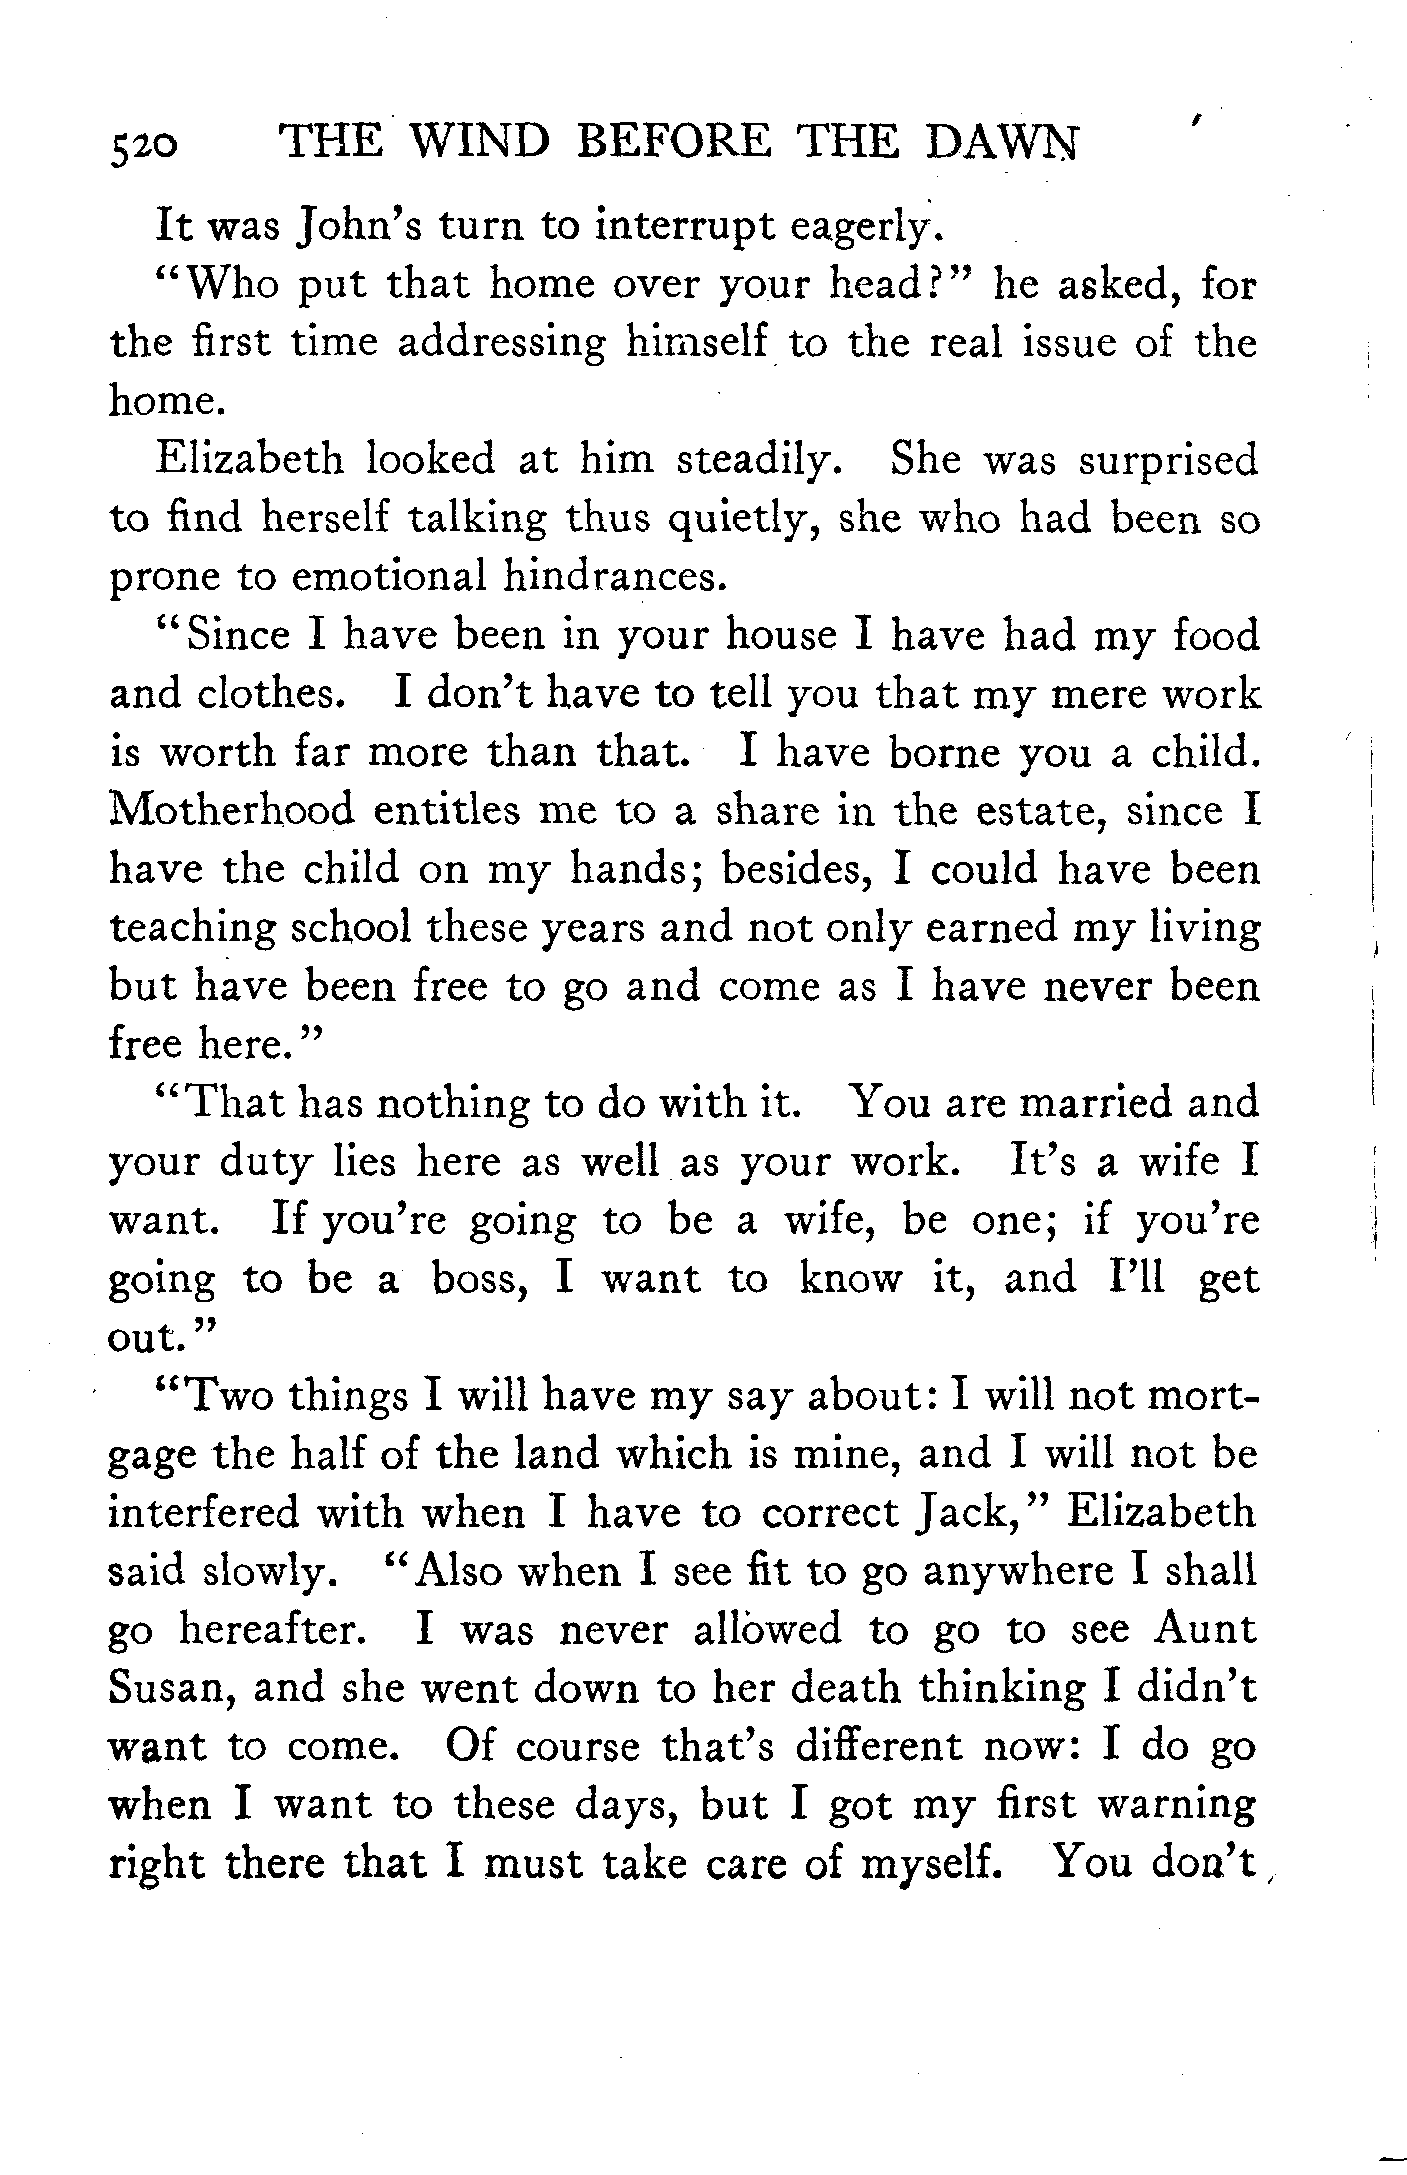 520 THE WIND BEFORE THE DAWN
It was John's turn to interrupt eagerly.
"Who put that home over your head?" he asked, for
the first time addressing himself to the real issue of the
home.
Elizabeth looked at him steadily. She was surprised
to find herself talking thus quietly, she who had been so
prone to emotional hindrances.
"Since I have been in your house I have had my food
and clothes. I don't have to tell you that my mere work
is worth far more than that. I have borne you a child.
Motherhood entitles me to a share in the estate, since I
have the child on my hands; besides, I could have been
teaching school these years and not only earned my living
but have been free to go and come as I have never been
free here."
"That has nothing to do with it. You are married and
your duty lies here as well as your work. It's a wife I
want. If you're going to be a wife, be one; if you're
going to be a boss, I want to know it, and I'll get
out."
"Two things I will have my say about: I will not mort-
gage the half of the land which is mine, and I will not be
interfered with when I have to correct Jack," Elizabeth
said slowly. "Also when I see fit to go anywhere I shall
go hereafter. I was never allowed to go to see Aunt
Susan, and she went down to her death thinking I didn't
want to come. Of course that's different now: I do go
when I want to these days, but I got my first warning
right there that I must take care of myself. You don't